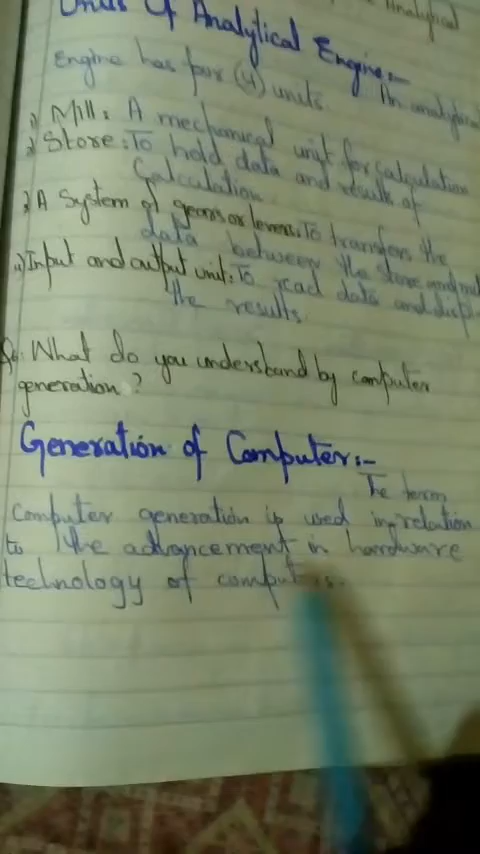 Analytical
Units Of Analytical Engine:-
An analytical
Engine has four (4) units.
1) Mill: A mechanical unit for calculation
2) Store: To hold data and results of
Calculation
3) A System of gears or levers: To transfers the
data between the store and
4) Input and output unit: To read data and
the results.
Q6: What do you understand by computer
generation?
Generation of Computer:-
The term
Computer generation is used in relation
to the advancement in hardware
technology of computers.